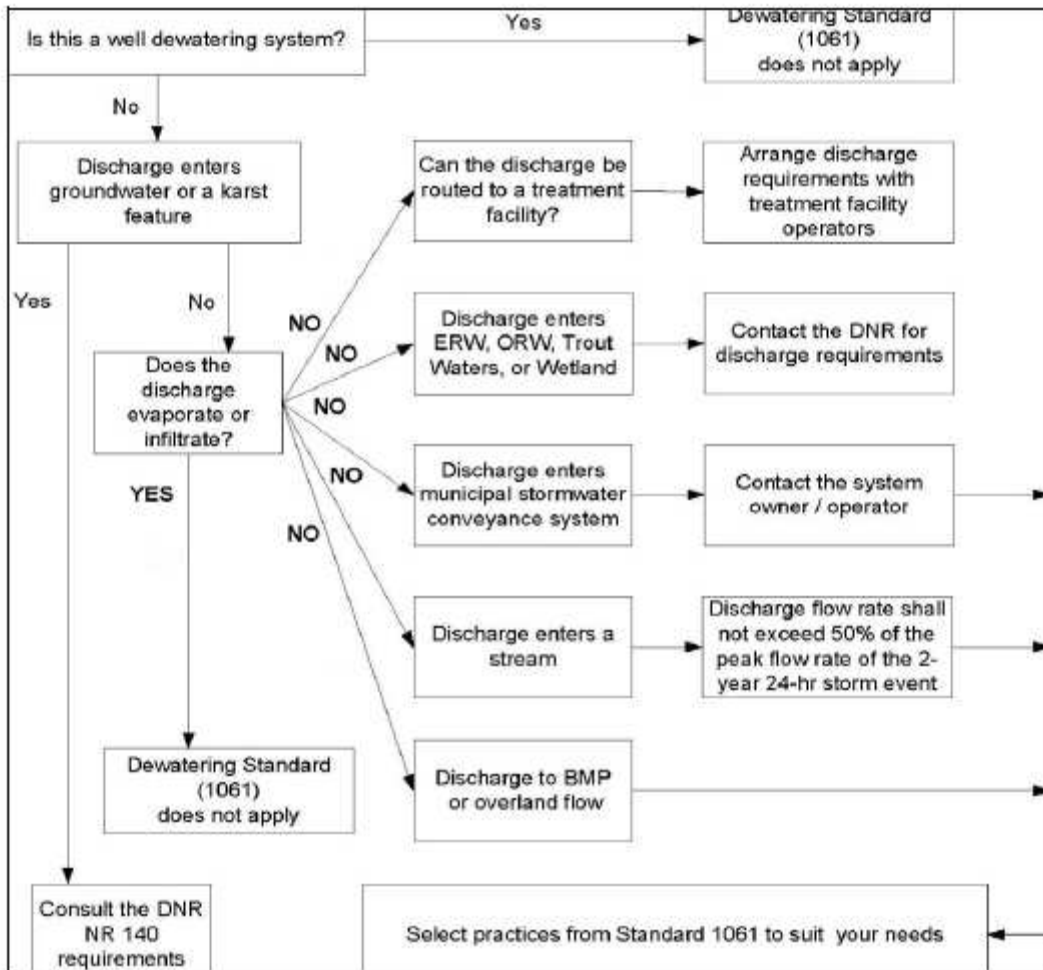 Is this a well dewatering system?
Yes
Dewatering Standard
(1061)
does not apply
No
Discharge enters
groundwater or a karst
feature
Can the discharge be
routed to a treatment
facility?
Arrange discharge
requirements with
treatment facility
operators
Yes
No
NO
NO
NO
NO
NO
Does the
discharge
evaporate or
infiltrate?
Discharge enters
ERW, ORW, Trout
Waters, or Wetland
Contact the DNR for
discharge requirements
YES
Discharge enters
municipal stormwater
conveyance system
Contact the system
owner / operator
Discharge enters a
stream
Discharge flow rate shall
not exceed 50% of the
peak flow rate of the 2-
year 24-hr storm event
Dewatering Standard
(1061)
does not apply
Discharge to BMP
or overland flow
Consult the DNR
NR 140
requirements
Select practices from Standard 1061 to suit your needs